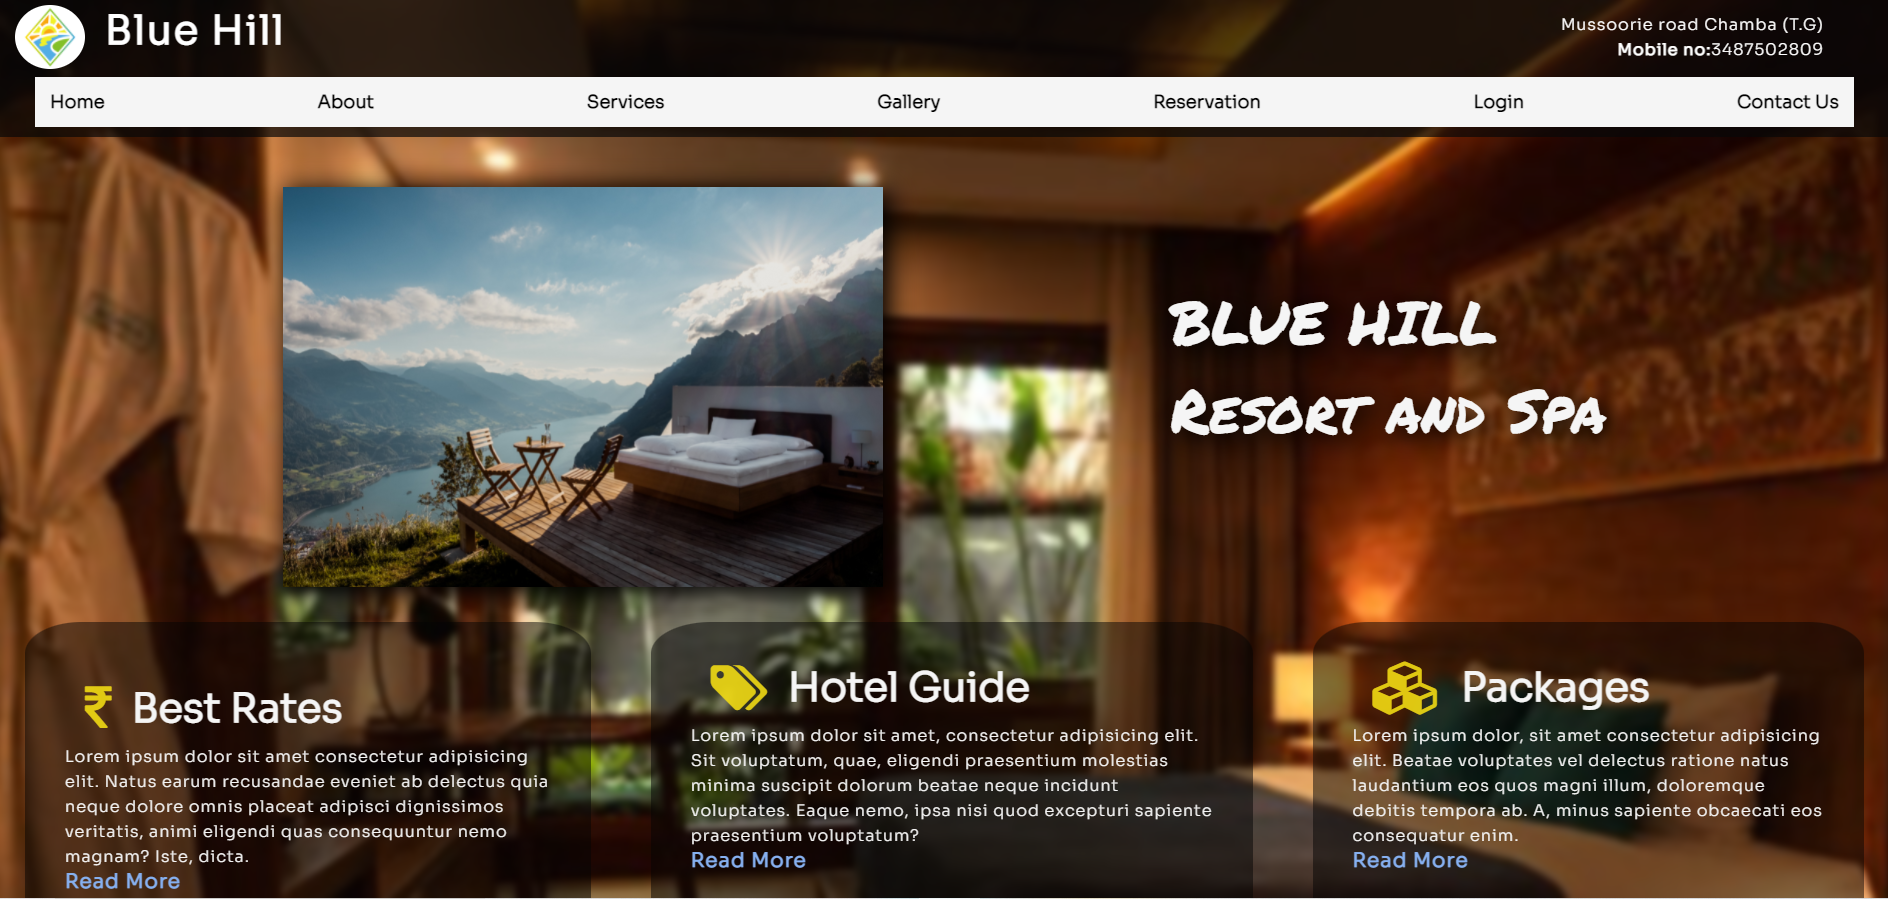 Blue Hill
Mussoorie road Chamba (T.G)
Mobile no:3487502809
Home About Services Gallery Reservation Login Contact Us
BLUE HILL
RESORT AND SPA
Best Rates
Lorem ipsum dolor sit amet consectetur adipisicing
elit. Natus earum recusandae eveniet ab delectus quia
neque dolore omnis placeat adipisci dignissimos
veritatis, animi eligendi quas consequuntur nemo
magnam? Iste, dicta.
Read More
Hotel Guide
Lorem ipsum dolor sit amet, consectetur adipisicing elit.
Sit voluptatum, quae, eligendi praesentium molestias
minima suscipit dolorum beatae neque incidunt
voluptates. Eaque nemo, ipsa nisi quod excepturi sapiente
praesentium voluptatum?
Read More
Packages
Lorem ipsum dolor, sit amet consectetur adipisicing
elit. Beatae voluptates vel delectus ratione natus
laudantium eos quos magni illum, doloremque
debitis tempora ab. A, minus sapiente obcaecati eos
consequatur enim.
Read More